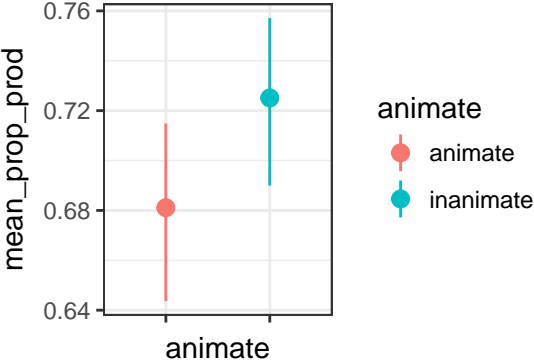 mean_prop_prod
0.76
0.72
0.68
0.64
animate
animate
animate
inanimate